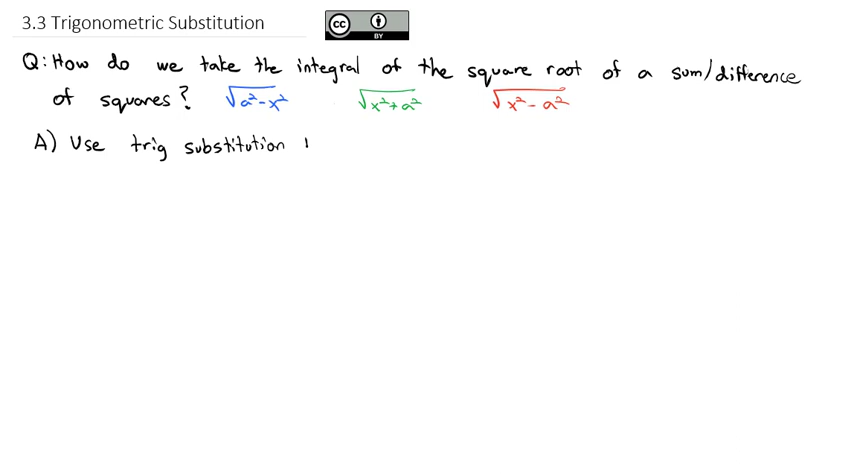 3.3 Trigonometric Substitution
cc BY
Q: How do we take the integral of the square root of a sum/difference
of squares? √a²-x² √x²+a² √x²-a²
A) Use trig substitution